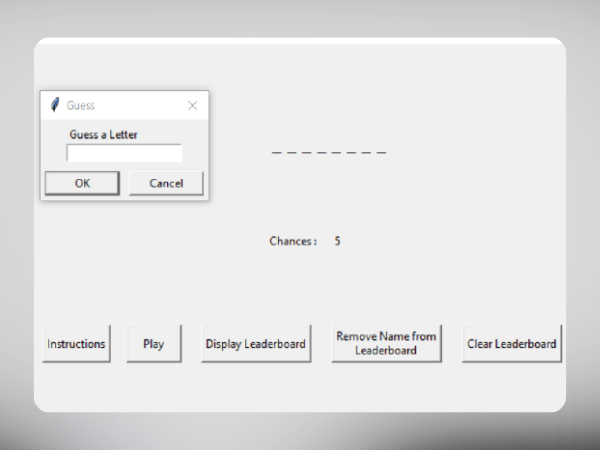 Guess
Guess a Letter
OK Cancel
_ _ _ _ _ _ _ _
Chances : 5
Instructions
Play
Display Leaderboard
Remove Name from
Leaderboard
Clear Leaderboard